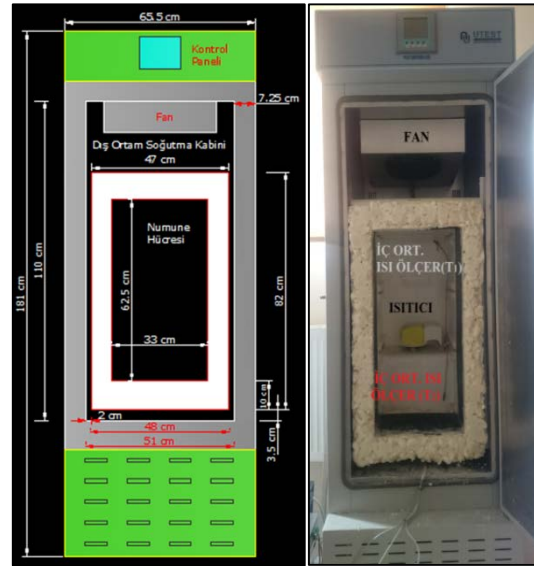 65.5 cm
Kontrol
Paneli
7.25 cm
Fan
Dış Ortam Soğutma Kabini
47 cm
Numune
Hücresi
181 cm
110 cm
62.5 cm
82 cm
33 cm
10 cm
2 cm
48 cm
51 cm
3.5 cm
UTEST
FAN
İÇ ORT.
ISI ÖLÇER(T₁)
ISITICI
İÇ ORT. ISI